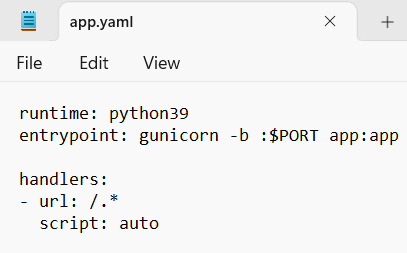 app.yaml
File Edit View
runtime: python39
entrypoint: gunicorn -b :$PORT app:app

handlers:
- url: /.*
  script: auto